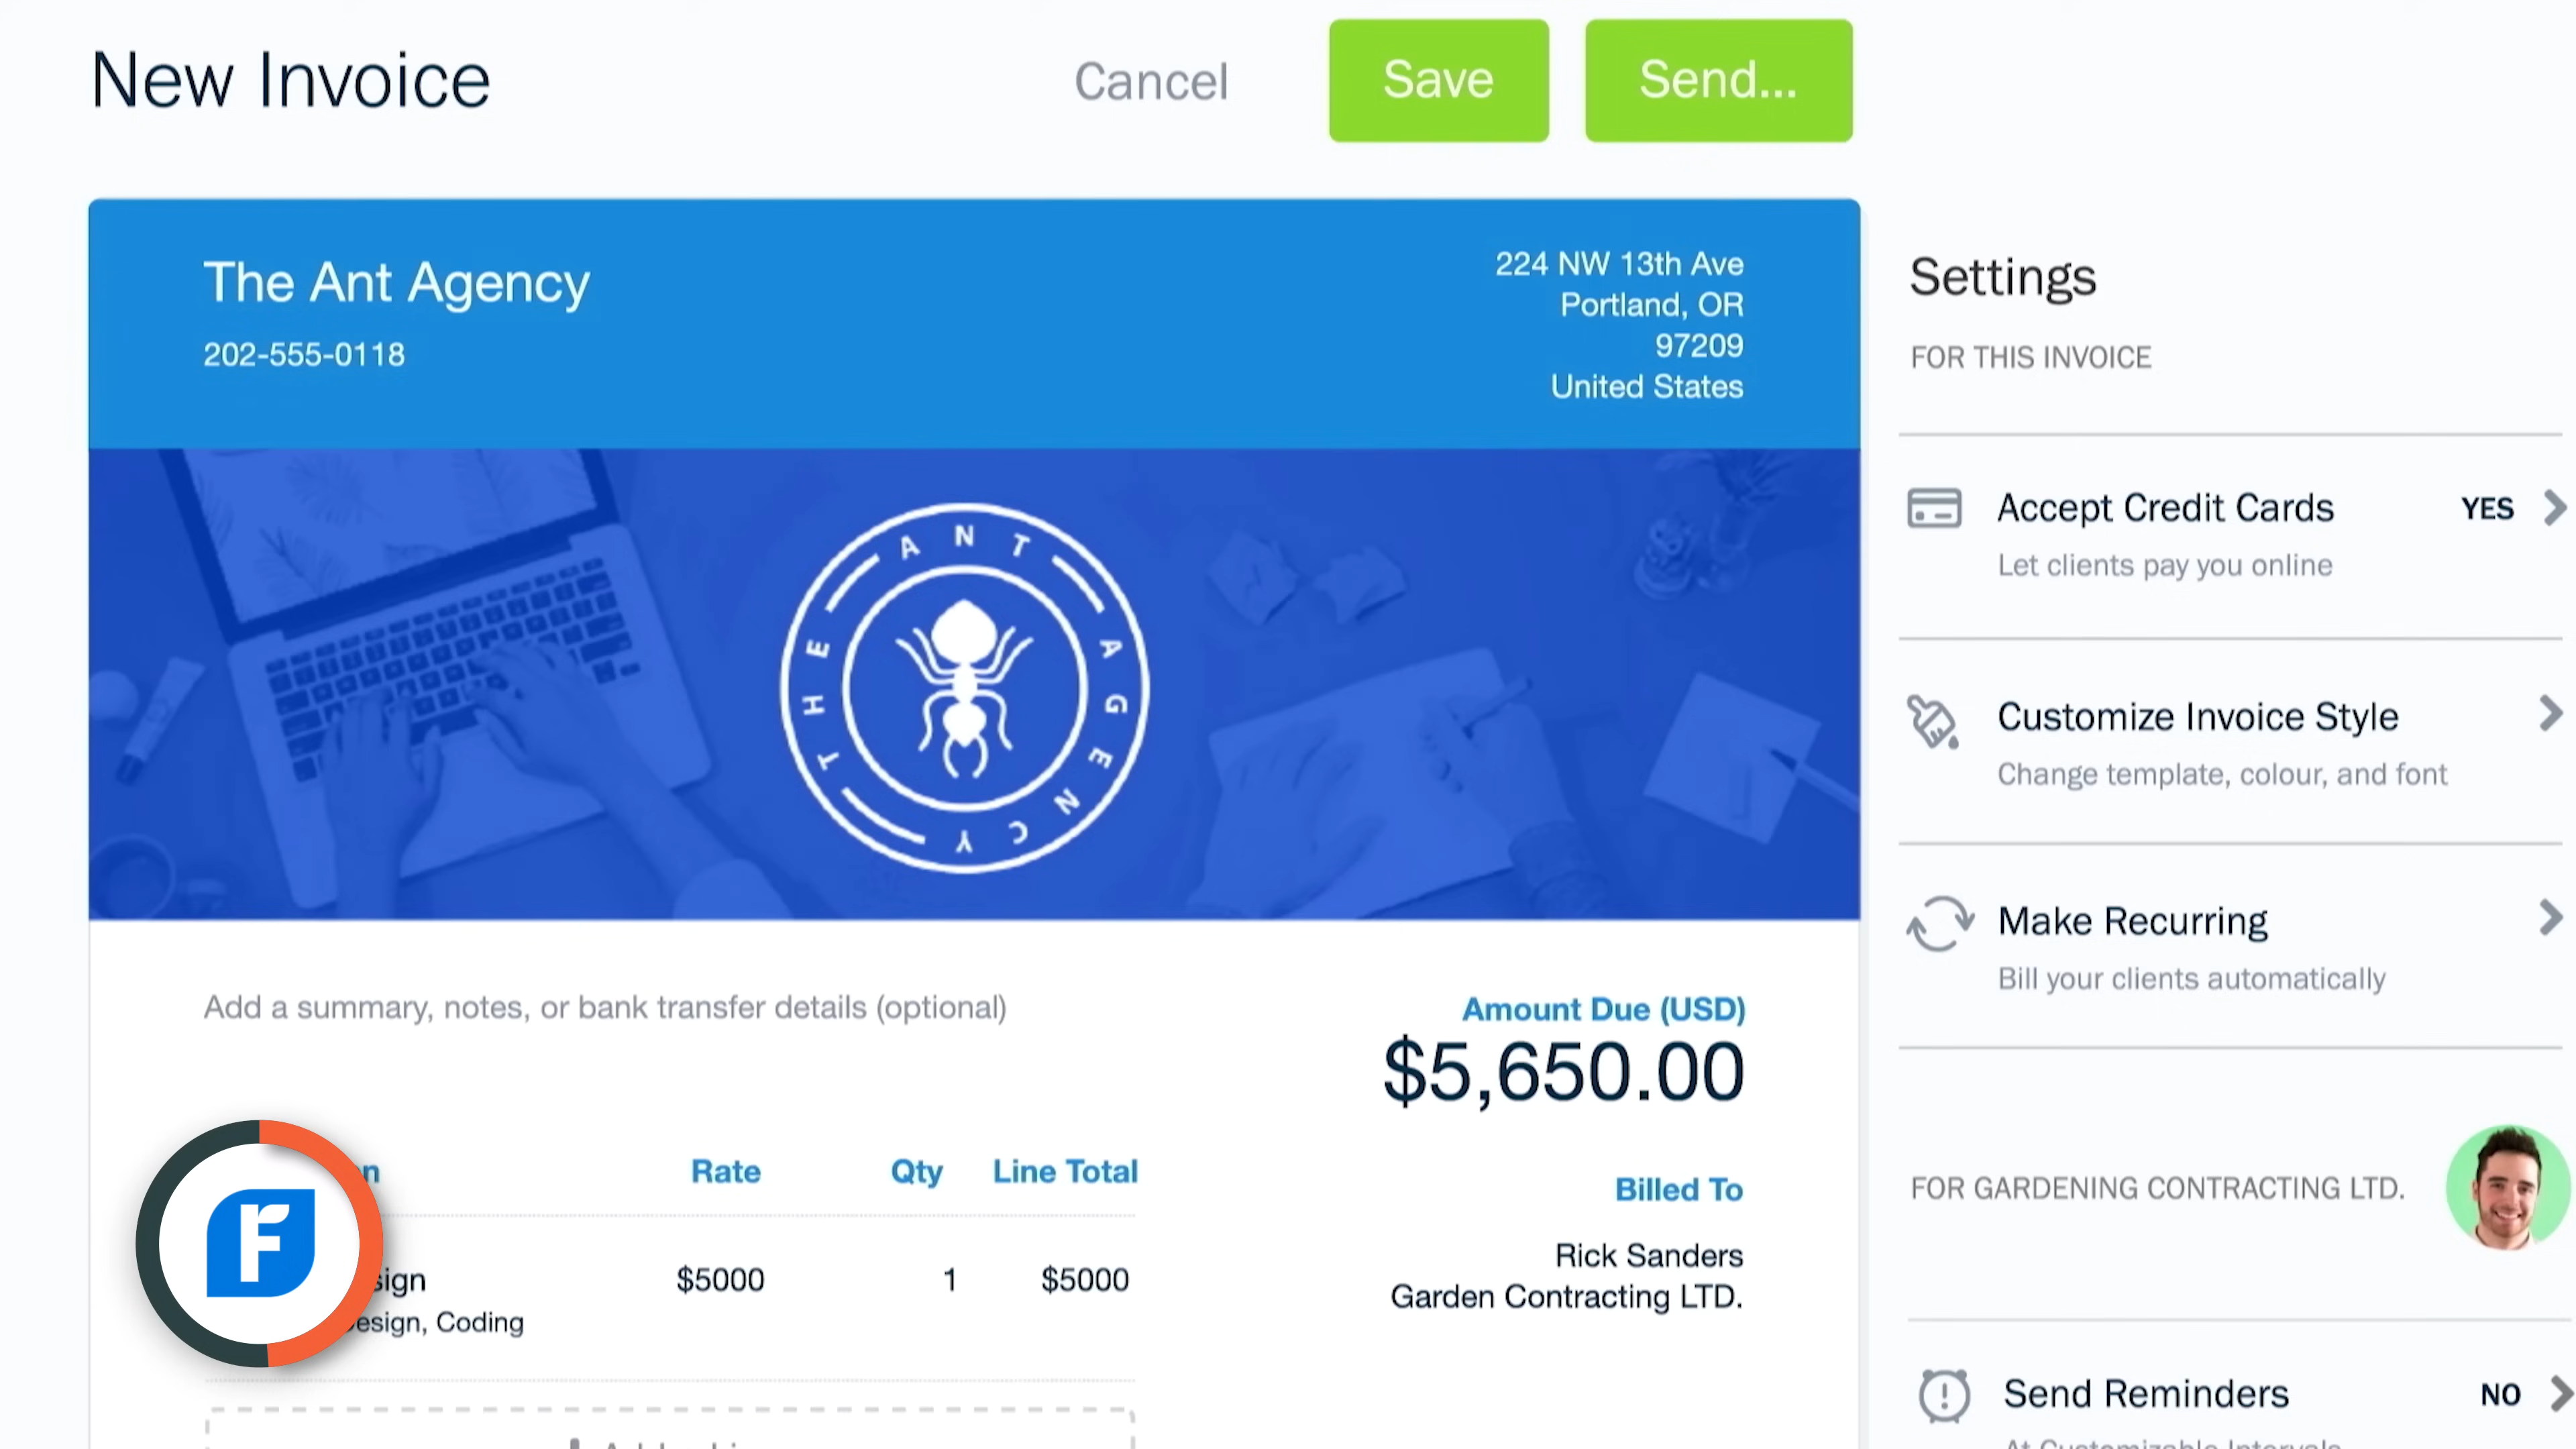 New Invoice
Cancel
Save
Send...
The Ant Agency
202-555-0118
224 NW 13th Ave
Portland, OR
97209
United States
THE ANT AGENCY
Add a summary, notes, or bank transfer details (optional)
Amount Due (USD)
$5,650.00
Rate Qty Line Total
$5000 1 $5000
Coding
Billed To
Rick Sanders
Garden Contracting LTD.
Settings
FOR THIS INVOICE
Accept Credit Cards YES
Let clients pay you online
Customize Invoice Style
Change template, colour, and font
Make Recurring
Bill your clients automatically
FOR GARDENING CONTRACTING LTD.
Send Reminders NO
At Customizable Intervals
F